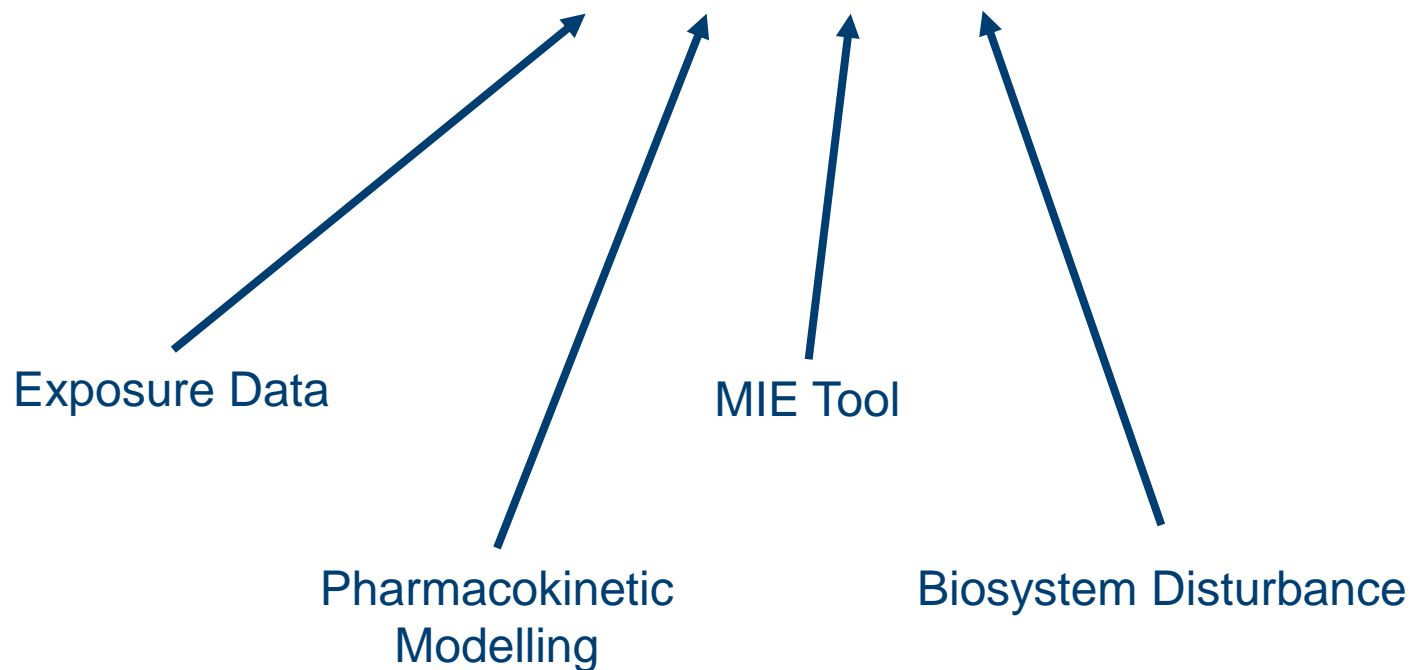 Exposure Data
MIE Tool
Pharmacokinetic
Modelling
Biosystem Disturbance